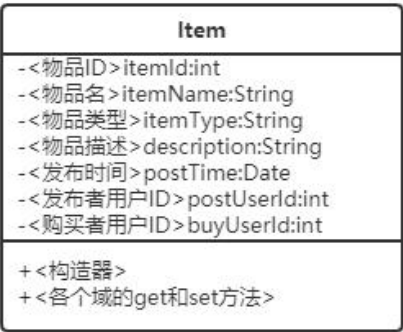 Item
-<物品ID>itemId:int
-<物品名>itemName:String
-<物品类型>itemType:String
-<物品描述>description:String
-<发布时间>postTime:Date
-<发布者用户ID>postUserId:int
-<购买者用户ID>buyUserId:int
+<构造器>
+<各个域的get和set方法>